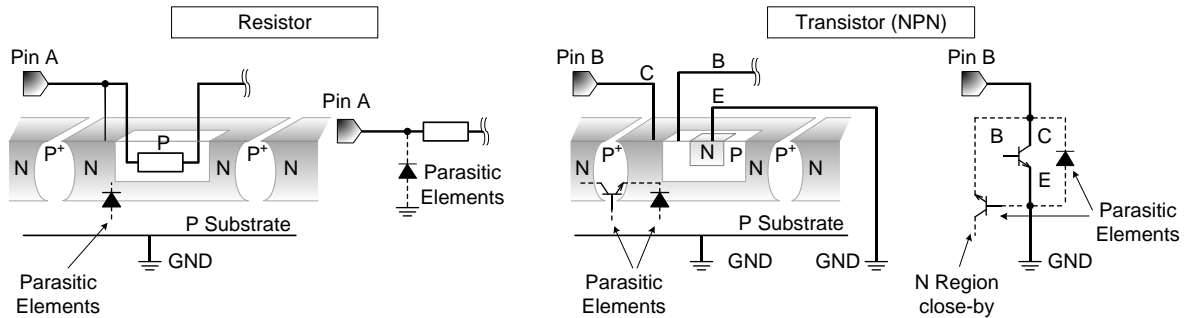 Resistor
Pin A
N
P+
N
P
P+
N
N
P Substrate
GND
Parasitic
Elements
Pin A
Parasitic
Elements
Transistor (NPN)
Pin B
C
B
E
N
P+
N
N
P
P+
N
N
P Substrate
GND
GND
Parasitic
Elements
Pin B
B
C
E
Parasitic
Elements
GND
N Region
close-by